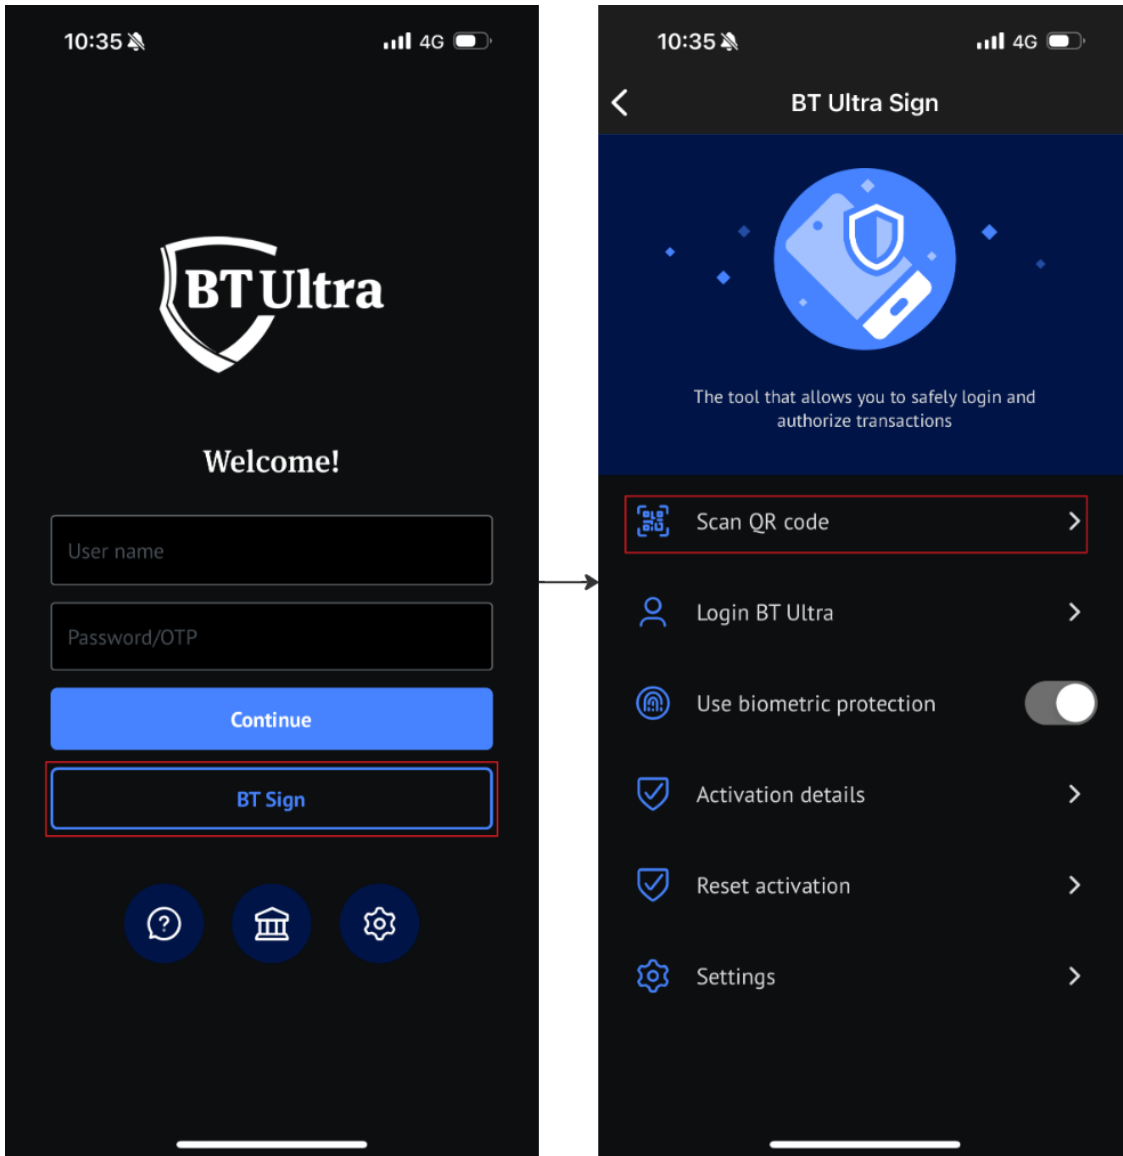 10:35
4G
BT Ultra
Welcome!
User name
Password/OTP
Continue
BT Sign
10:35
4G
BT Ultra Sign
The tool that allows you to safely login and
authorize transactions
Scan QR code
Login BT Ultra
Use biometric protection
Activation details
Reset activation
Settings